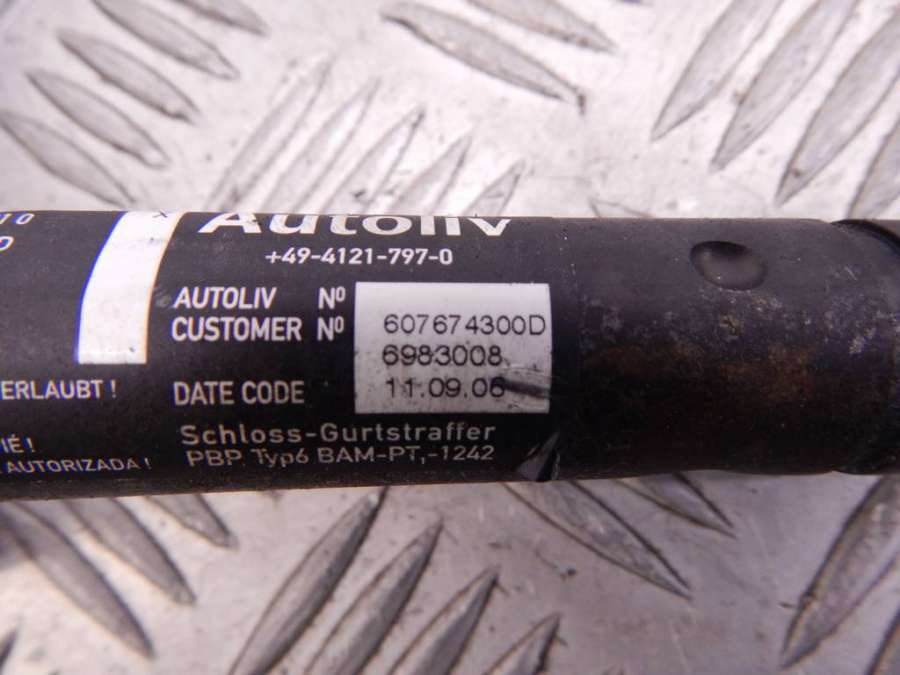 10
Autoliv
+49-4121-797-0
AUTOLIV Nº 607674300D
CUSTOMER Nº 6983008
DATE CODE 11.09.06
ERLAUBT!
Schloss-Gurtstraffer
IÉ!
PBP. Typ6 BAM-PT,-1242
AUTORIZADA!